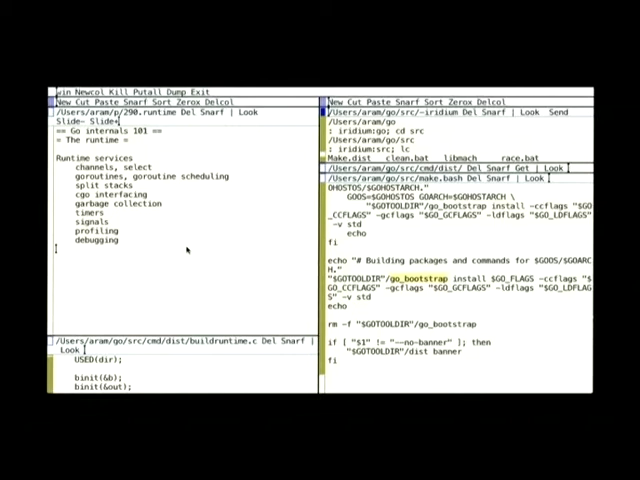 win Newcol Kill Putall Dump Exit
New Cut Paste Snarf Sort Zerox Delcol
/Users/aram/p/290.runtime Del Snarf | Look
Slide- Slide+
== Go internals 101 ==
= The runtime =
Runtime services
channels, select
goroutines, goroutine scheduling
split stacks
cgo interfacing
garbage collection
timers
signals
profiling
debugging
/Users/aram/go/src/cmd/dist/buildruntime.c Del Snarf |
Look
USED(dir);
binit(&b);
binit(&out);
New Cut Paste Snarf Sort Zerox Delcol
/Users/aram/go/src/-iridium Del Snarf | Look Send
/Users/aram/go
: iridium:go; cd src
/Users/aram/go/src
: iridium:src; lc
Make.dist clean.bat libmach race.bat
/Users/aram/go/src/cmd/dist/ Del Snarf Get | Look
/Users/aram/go/src/make.bash Del Snarf | Look
OHOSTOS/$GOHOSTARCH."
GOOS=$GOHOSTOS GOARCH=$GOHOSTARCH \
"$GOTOOLDIR"/go_bootstrap install -ccflags "$GO
_CCFLAGS" -gcflags "$GO_GCFLAGS" -ldflags "$GO_LDFLAGS"
-v std
echo
fi
echo "# Building packages and commands for $GOOS/$GOARC
H."
"$GOTOOLDIR"/go_bootstrap install $GO_FLAGS -ccflags "$
GO_CCFLAGS" -gcflags "$GO_GCFLAGS" -ldflags "$GO_LDFLAG
S" -v std
echo
rm -f "$GOTOOLDIR"/go_bootstrap
if [ "$1" != "--no-banner" ]; then
"$GOTOOLDIR"/dist banner
fi